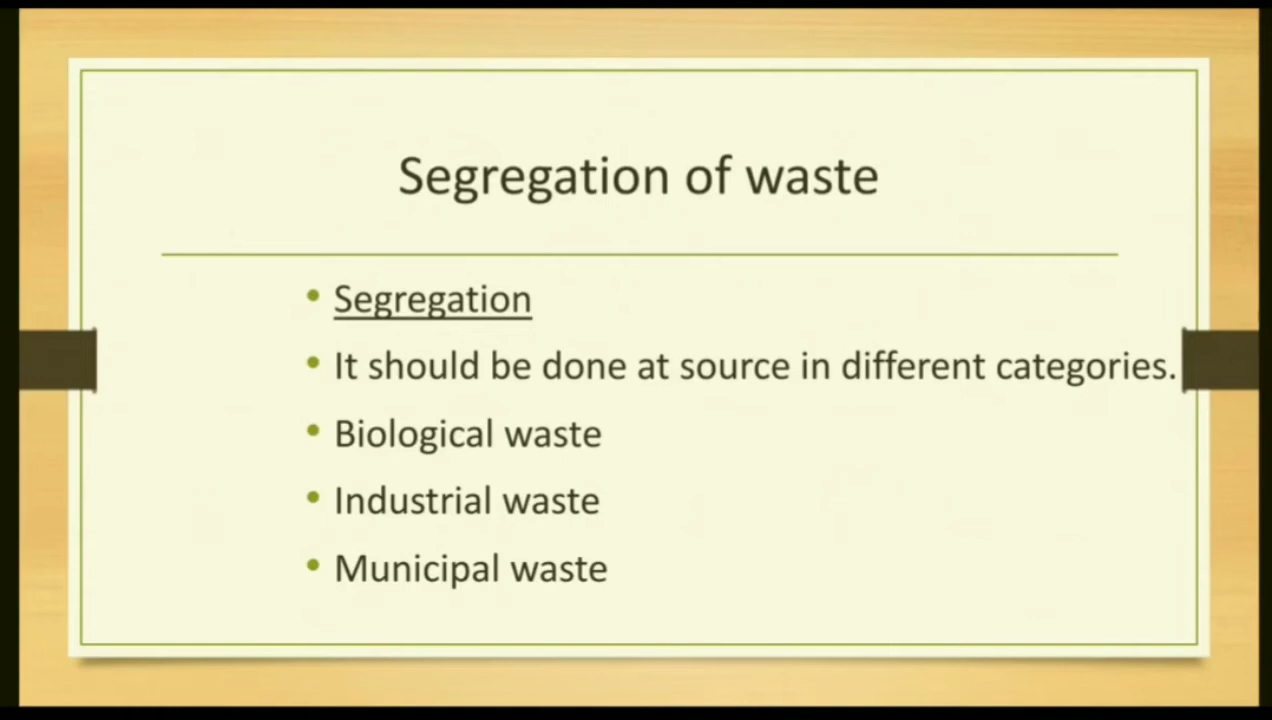 Segregation of waste
Segregation
It should be done at source in different categories.
Biological waste
Industrial waste
Municipal waste